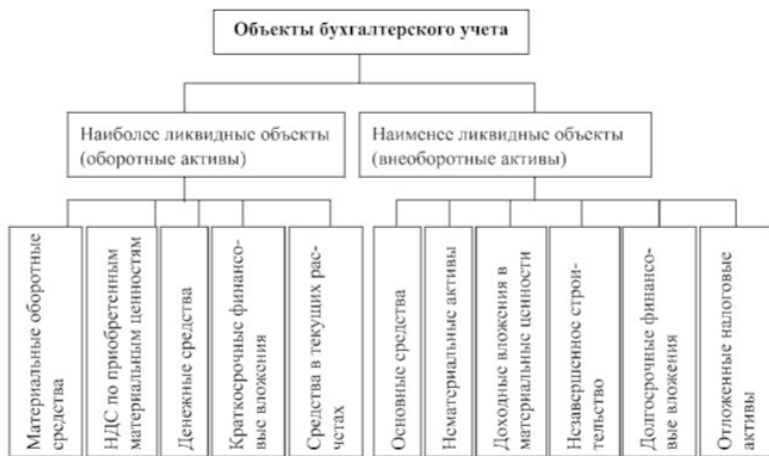 Объекты бухгалтерского учета
Наиболее ликвидные объекты
(оборотные активы)
Наименее ликвидные объекты
(внеоборотные активы)
Материальные оборотные
средства
НДС по приобретенным
материальным ценностям
Денежные средства
Краткосрочные финансо-
вые вложения
Средства в текущих рас-
четах
Основные средства
Нематериальные активы
Доходные вложения в
материальные ценности
Незавершенное строи-
тельство
Долгосрочные финансо-
вые вложения
Отложенные налоговые
активы